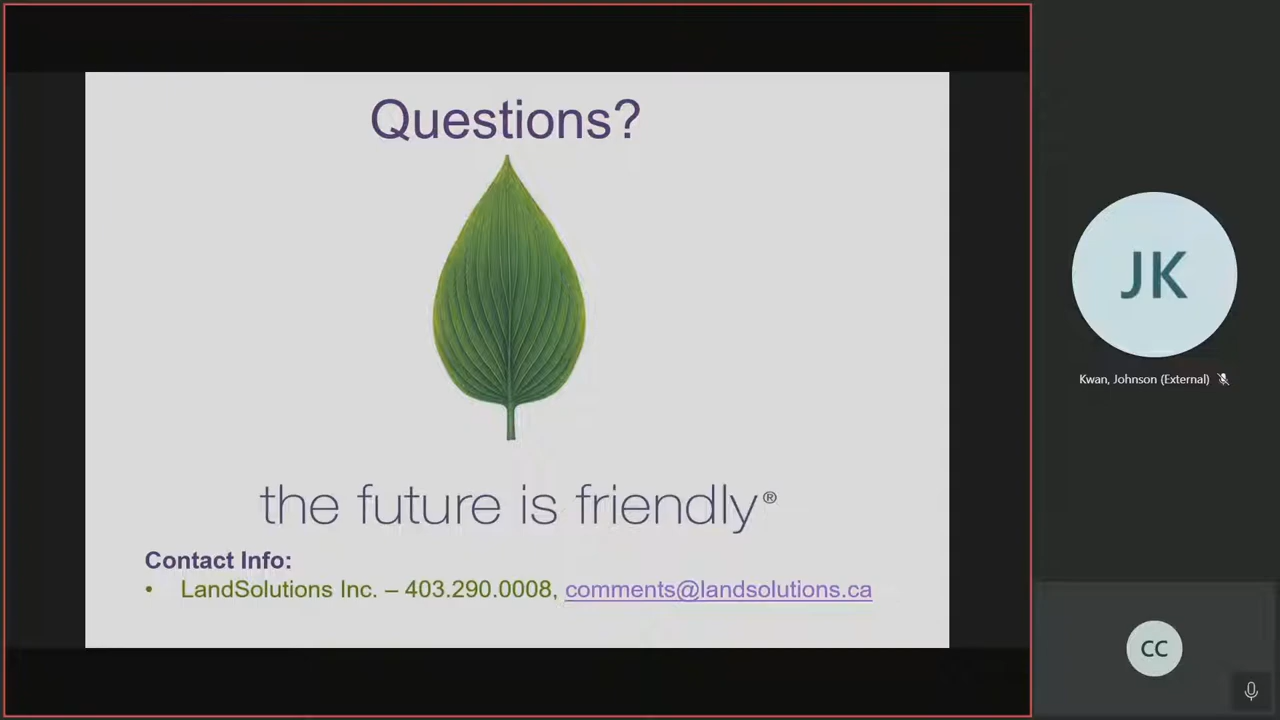 Questions?
the future is friendly®
Contact Info:
• LandSolutions Inc. – 403.290.0008, comments@landsolutions.ca
JK
Kwan, Johnson (External)
CC